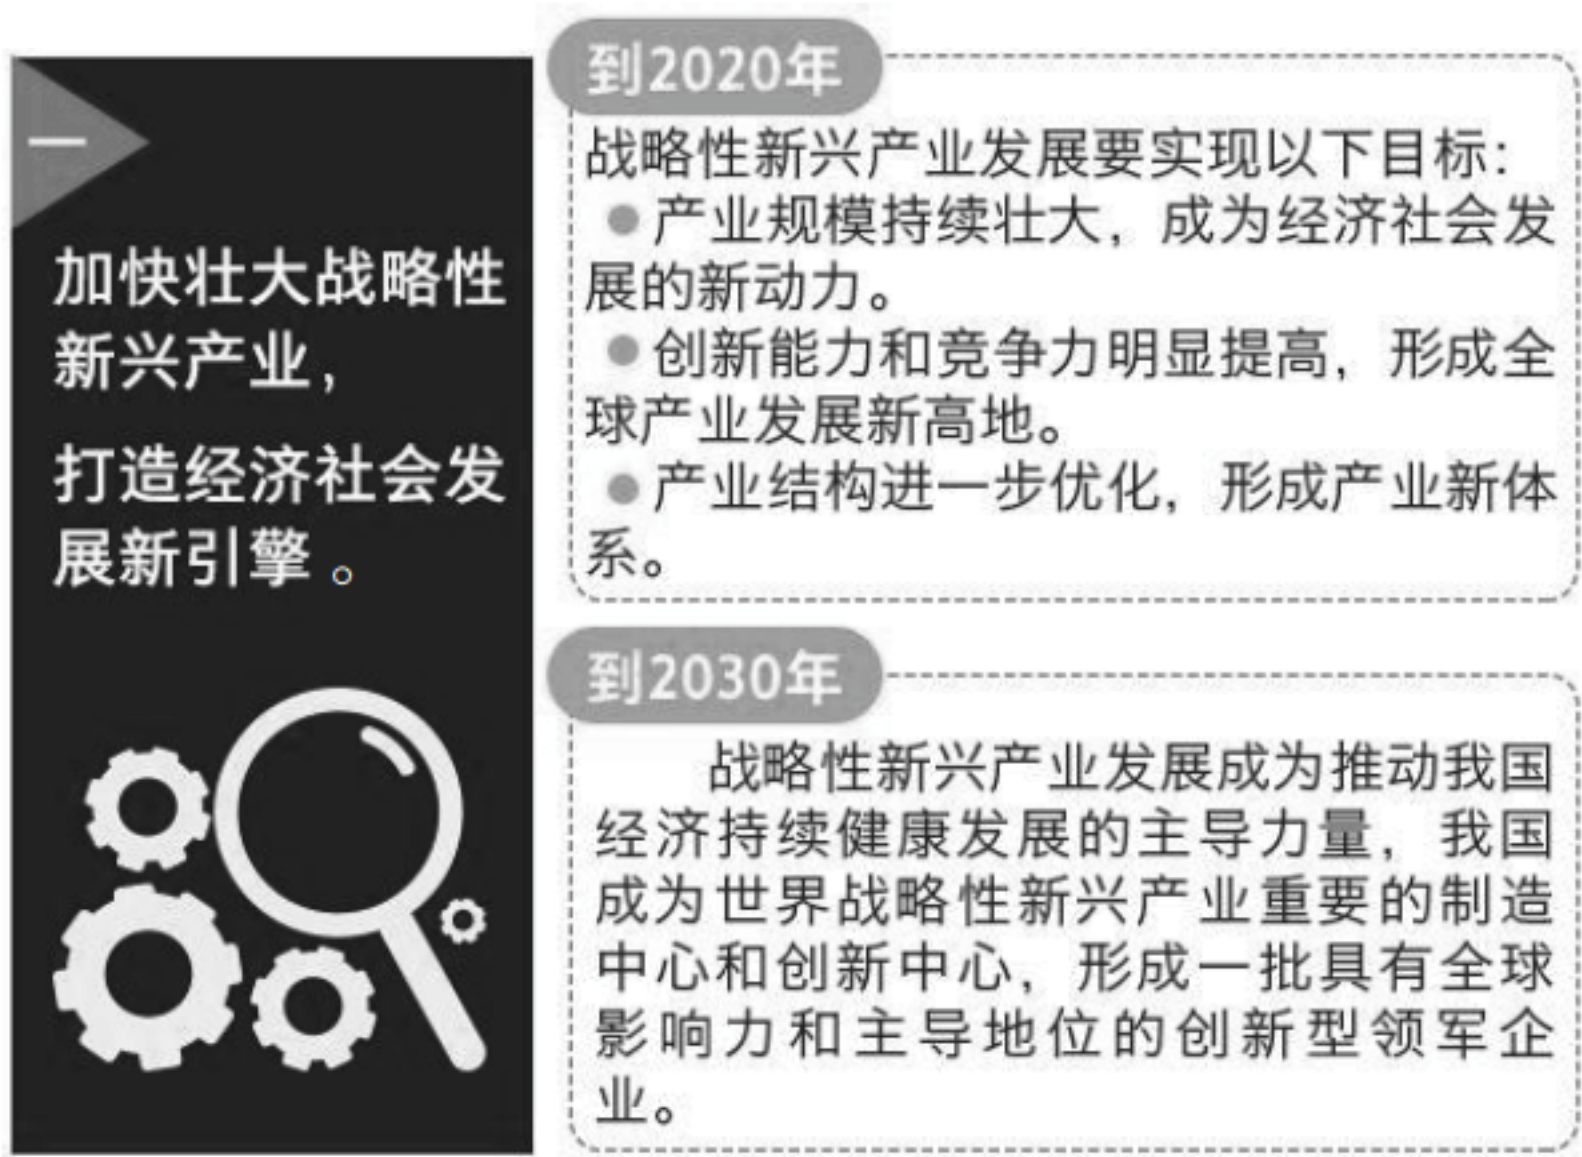 一
加快壮大战略性
新兴产业，
打造经济社会发
展新引擎。
到2020年
战略性新兴产业发展要实现以下目标：
●产业规模持续壮大，成为经济社会发
展的新动力。
●创新能力和竞争力明显提高，形成全
球产业发展新高地。
●产业结构进一步优化，形成产业新体
系。
到2030年
战略性新兴产业发展成为推动我国
经济持续健康发展的主导力量，我国
成为世界战略性新兴产业重要的制造
中心和创新中心，形成一批具有全球
影响力和主导地位的创新型领军企
业。